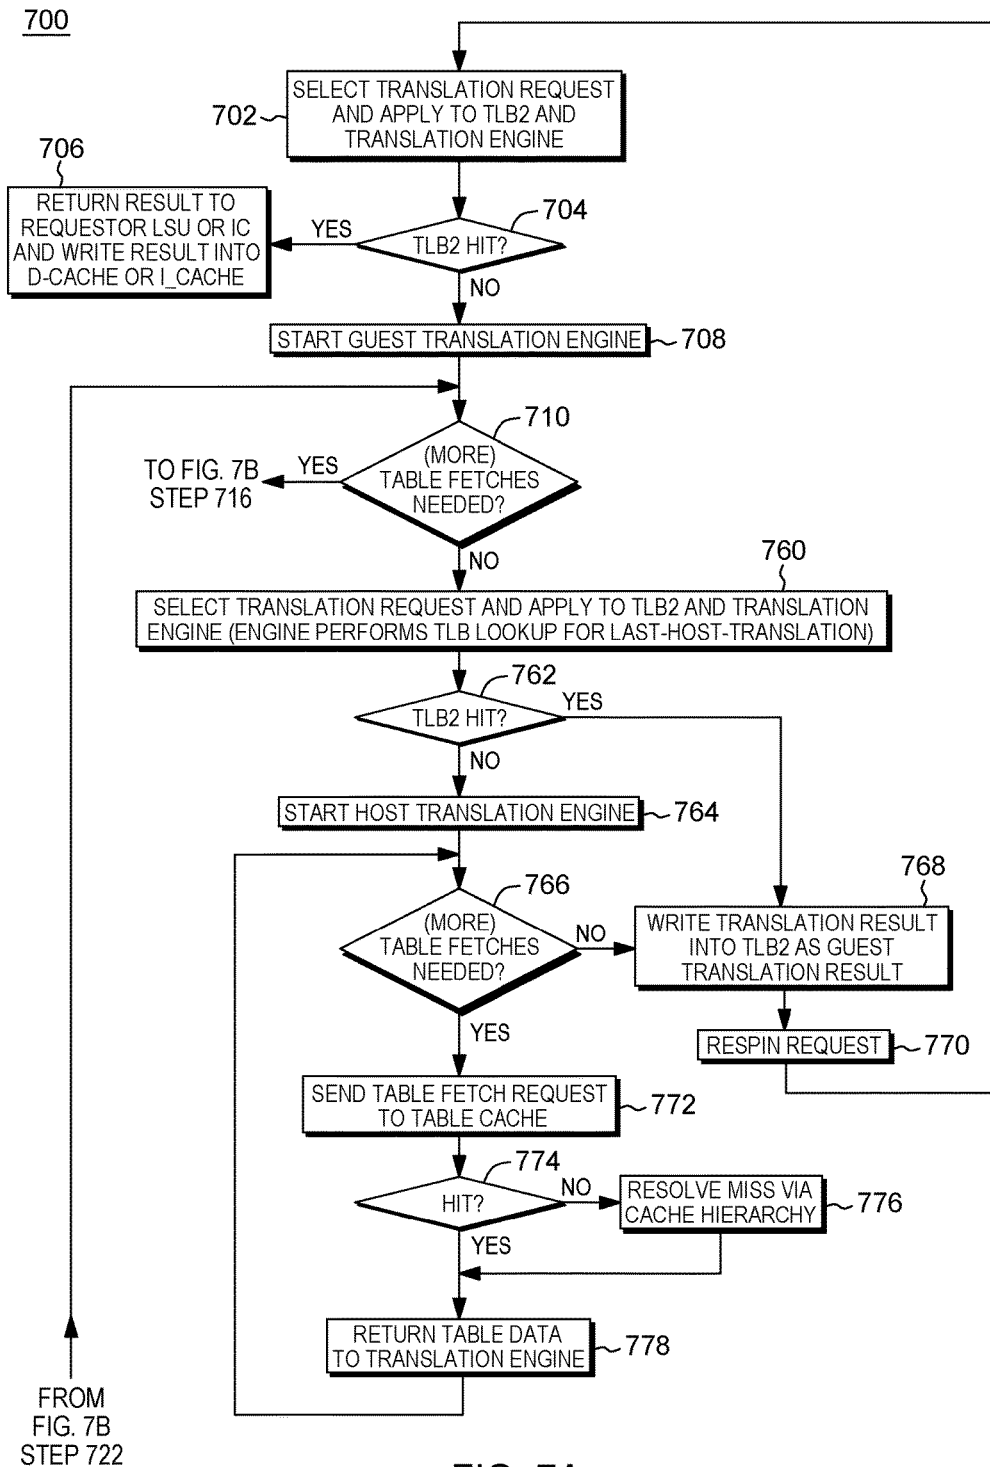 700
SELECT TRANSLATION REQUEST
AND APPLY TO TLB2 AND
TRANSLATION ENGINE
702
706
RETURN RESULT TO
REQUESTOR LSU OR IC
AND WRITE RESULT INTO
D-CACHE OR I_CACHE
YES
704
TLB2 HIT?
NO
START GUEST TRANSLATION ENGINE
708
710
(MORE)
TABLE FETCHES
NEEDED?
YES
TO FIG. 7B
STEP 716
NO
760
SELECT TRANSLATION REQUEST AND APPLY TO TLB2 AND TRANSLATION
ENGINE (ENGINE PERFORMS TLB LOOKUP FOR LAST-HOST-TRANSLATION)
762
TLB2 HIT?
YES
NO
START HOST TRANSLATION ENGINE
764
766
(MORE)
TABLE FETCHES
NEEDED?
NO
768
WRITE TRANSLATION RESULT
INTO TLB2 AS GUEST
TRANSLATION RESULT
YES
RESPIN REQUEST
770
SEND TABLE FETCH REQUEST
TO TABLE CACHE
772
774
HIT?
NO
RESOLVE MISS VIA
CACHE HIERARCHY
776
YES
RETURN TABLE DATA
TO TRANSLATION ENGINE
778
FROM
FIG. 7B
STEP 722